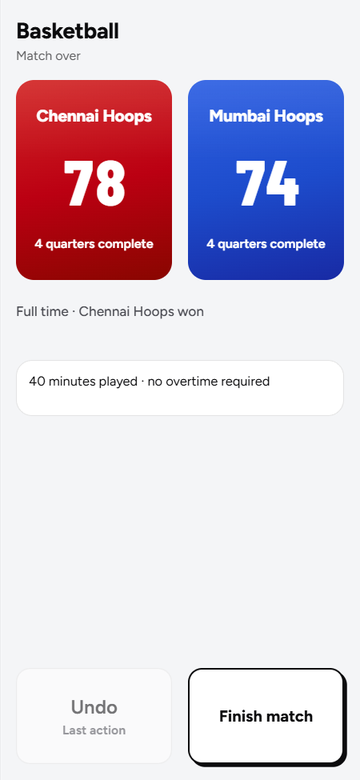 Basketball
Match over
Chennai Hoops
78
4 quarters complete
Mumbai Hoops
74
4 quarters complete
Full time · Chennai Hoops won
40 minutes played · no overtime required
Undo
Last action
Finish match